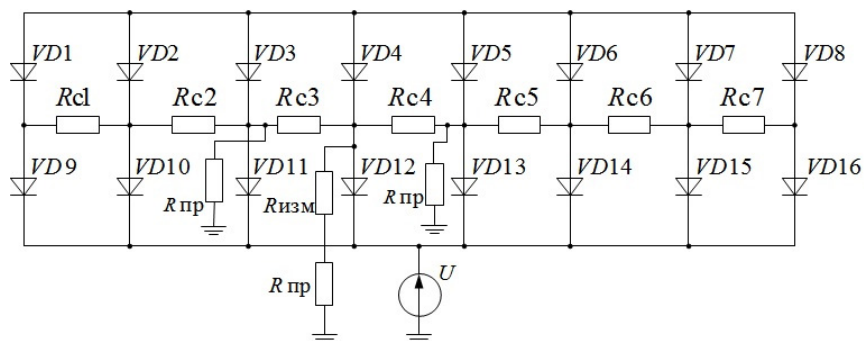 VD1 VD2 VD3 VD4 VD5 VD6 VD7 VD8
Rc1 Rc2 Rc3 Rc4 Rc5 Rc6 Rc7
VD9 VD10 VD11 VD12 VD13 VD14 VD15 VD16
Rпр Rизм Rпр
Rпр U